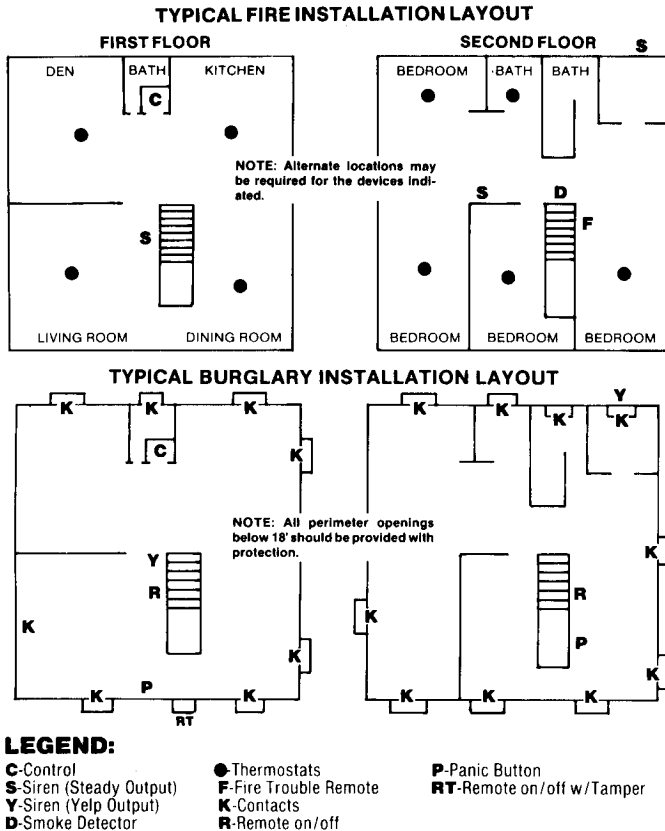 TYPICAL FIRE INSTALLATION LAYOUT
FIRST FLOOR
SECOND FLOOR
S
DEN
BATH
KITCHEN
BEDROOM
BATH
BATH
C
NOTE: Alternate locations may
be required for the devices indi-
ated.
S
S
D
F
LIVING ROOM
DINING ROOM
BEDROOM
BEDROOM
BEDROOM
TYPICAL BURGLARY INSTALLATION LAYOUT
Y
K
K
K
K
K
K
K
C
K
NOTE: All perimeter openings
below 18' should be provided with
protection.
K
Y
R
R
K
K
K
P
K
P
K
K
K
K
K
K
RT
LEGEND:
C-Control
S-Siren (Steady Output)
Y-Siren (Yelp Output)
D-Smoke Detector
-Thermostats
F-Fire Trouble Remote
K-Contacts
R-Remote on/off
P-Panic Button
RT-Remote on/off w/Tamper